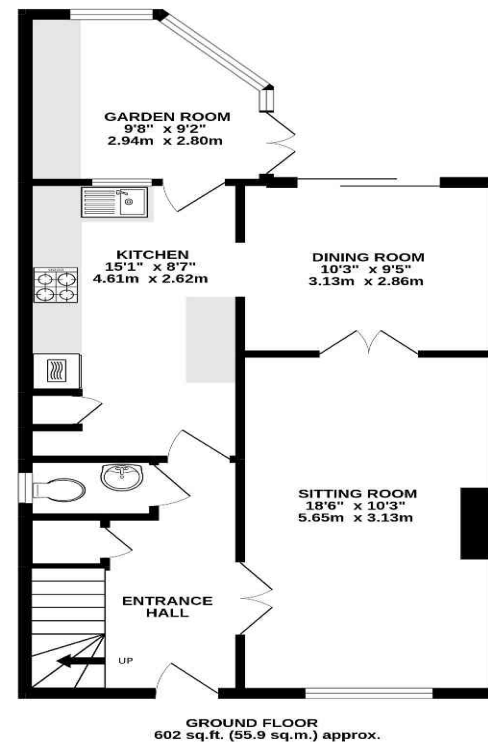 GARDEN ROOM
9'8" x 9'2"
2.94m x 2.80m
KITCHEN
15'1" x 8'7"
4.61m x 2.62m
DINING ROOM
10'3" x 9'5"
3.13m x 2.86m
SITTING ROOM
18'6" x 10'3"
5.65m x 3.13m
ENTRANCE
HALL
UP
GROUND FLOOR
602 sq.ft. (55.9 sq.m.) approx.